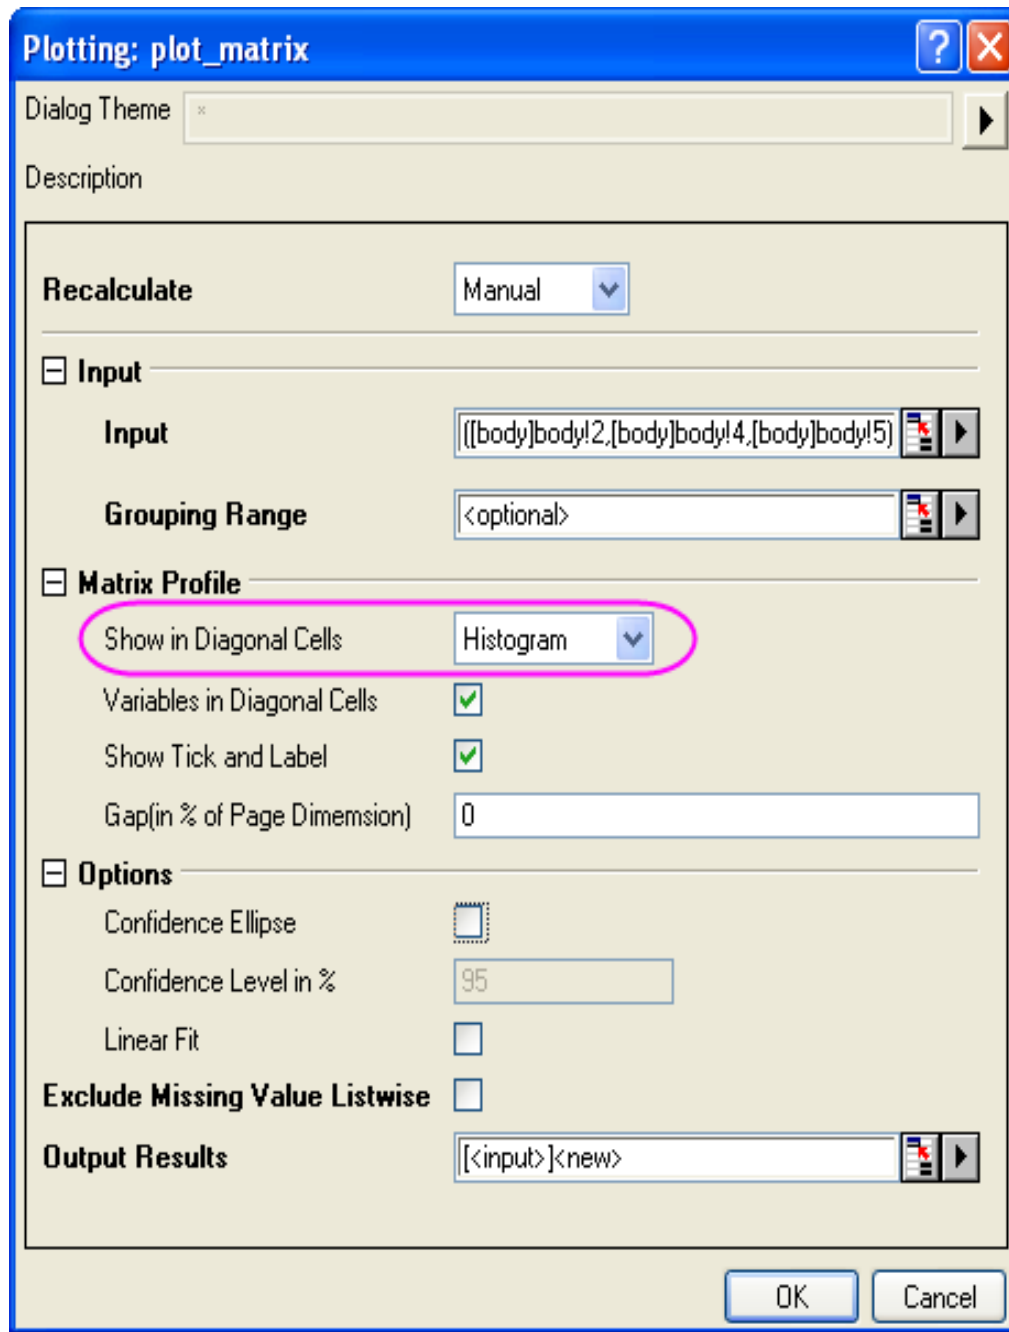 Plotting: plot_matrix
Dialog Theme *
Description
Recalculate Manual
Input
Input ([body]body!2,[body]body!4,[body]body!5)
Grouping Range <optional>
Matrix Profile
Show in Diagonal Cells Histogram
Variables in Diagonal Cells
Show Tick and Label
Gap(in % of Page Dimemsion) 0
Options
Confidence Ellipse
Confidence Level in % 95
Linear Fit
Exclude Missing Value Listwise
Output Results [<input>]<new>
OK Cancel